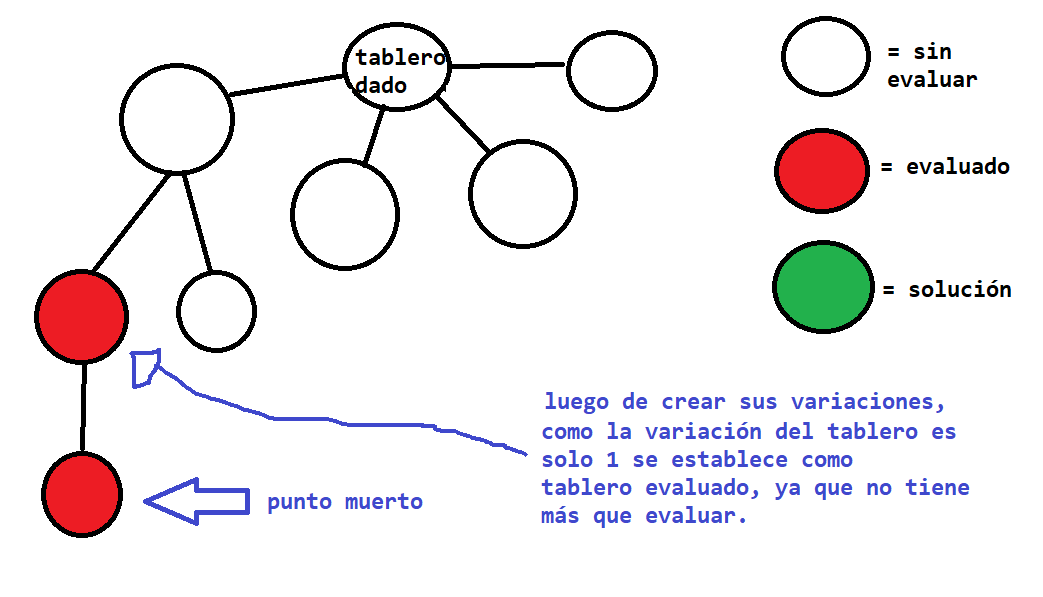 tablero
dado
= sin
evaluar
= evaluado
= solución
luego de crear sus variaciones,
como la variación del tablero es
solo 1 se establece como
tablero evaluado, ya que no tiene
más que evaluar.
punto muerto